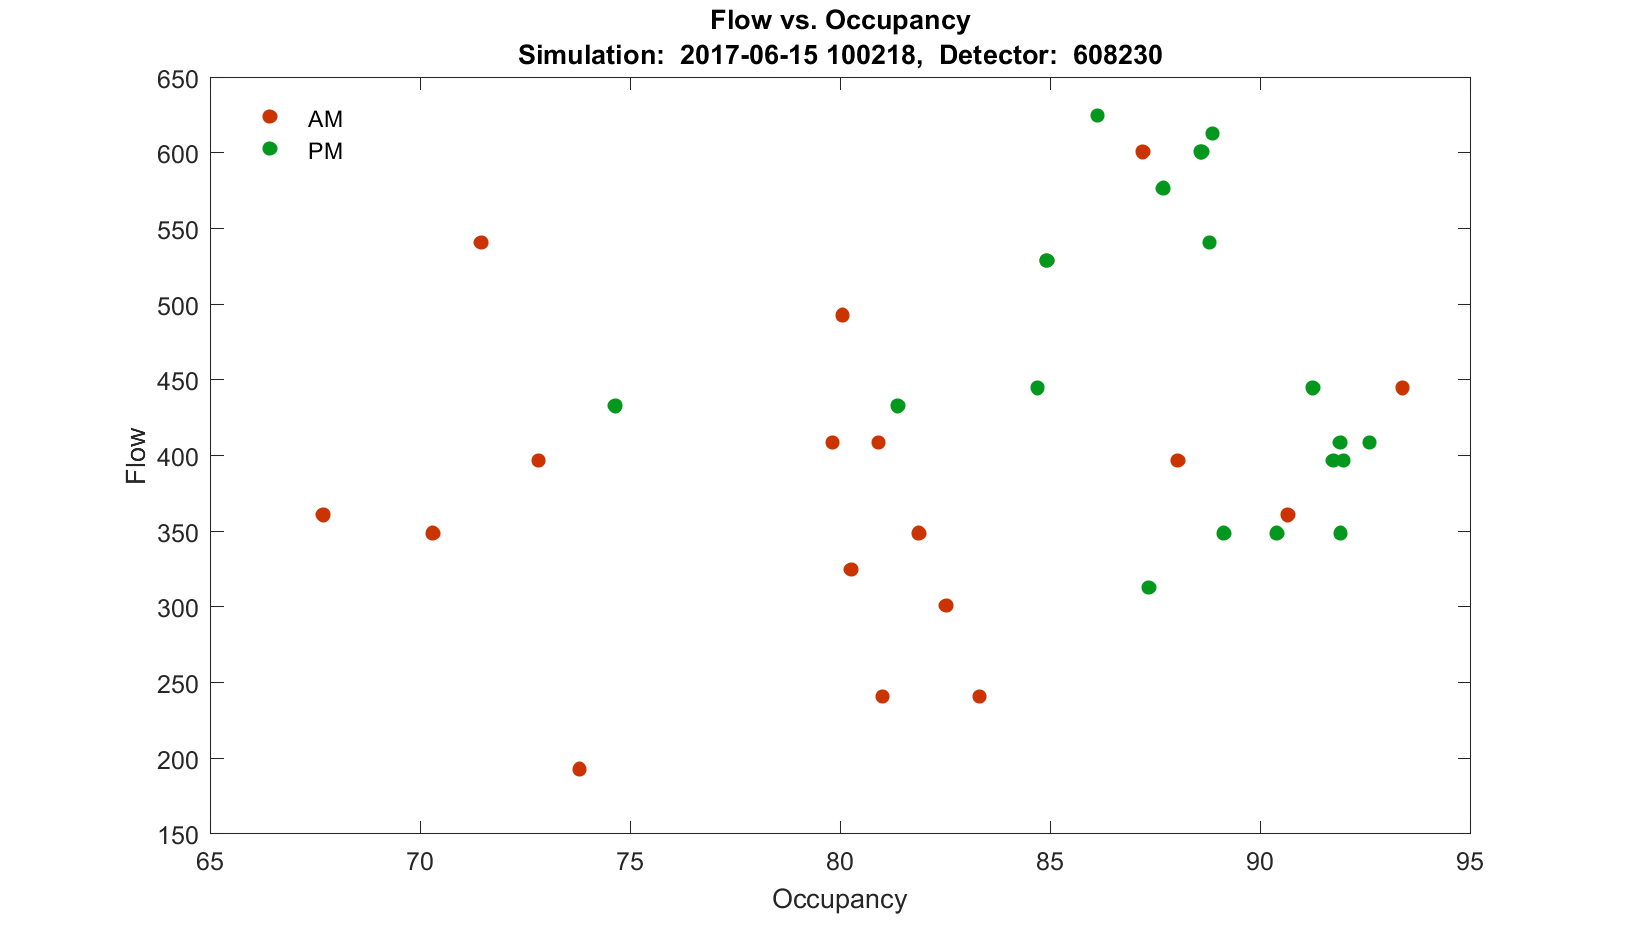 Flow vs. Occupancy
Simulation:  2017-06-15 100218,  Detector:  608230
650
600
550
500
450
400
350
300
250
200
150
AM
PM
Flow
65 70 75 80 85 90 95
Occupancy